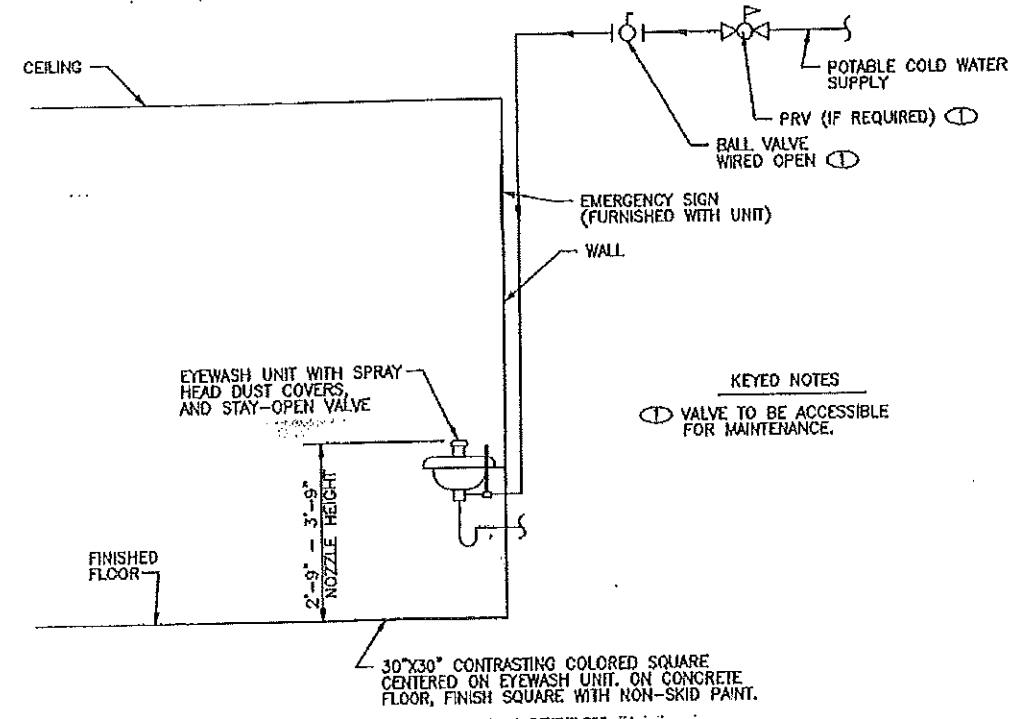 CEILING
POTABLE COLD WATER
SUPPLY
PRV (IF REQUIRED) 1
BALL VALVE
WIRED OPEN 1
EMERGENCY SIGN
(FURNISHED WITH UNIT)
WALL
EYEWASH UNIT WITH SPRAY
HEAD DUST COVERS,
AND STAY-OPEN VALVE
KEYED NOTES
1 VALVE TO BE ACCESSIBLE
FOR MAINTENANCE.
2'-9" - 3'-9"
NOZZLE HEIGHT
FINISHED
FLOOR
30"X30" CONTRASTING COLORED SQUARE
CENTERED ON EYEWASH UNIT. ON CONCRETE
FLOOR, FINISH SQUARE WITH NON-SKID PAINT.